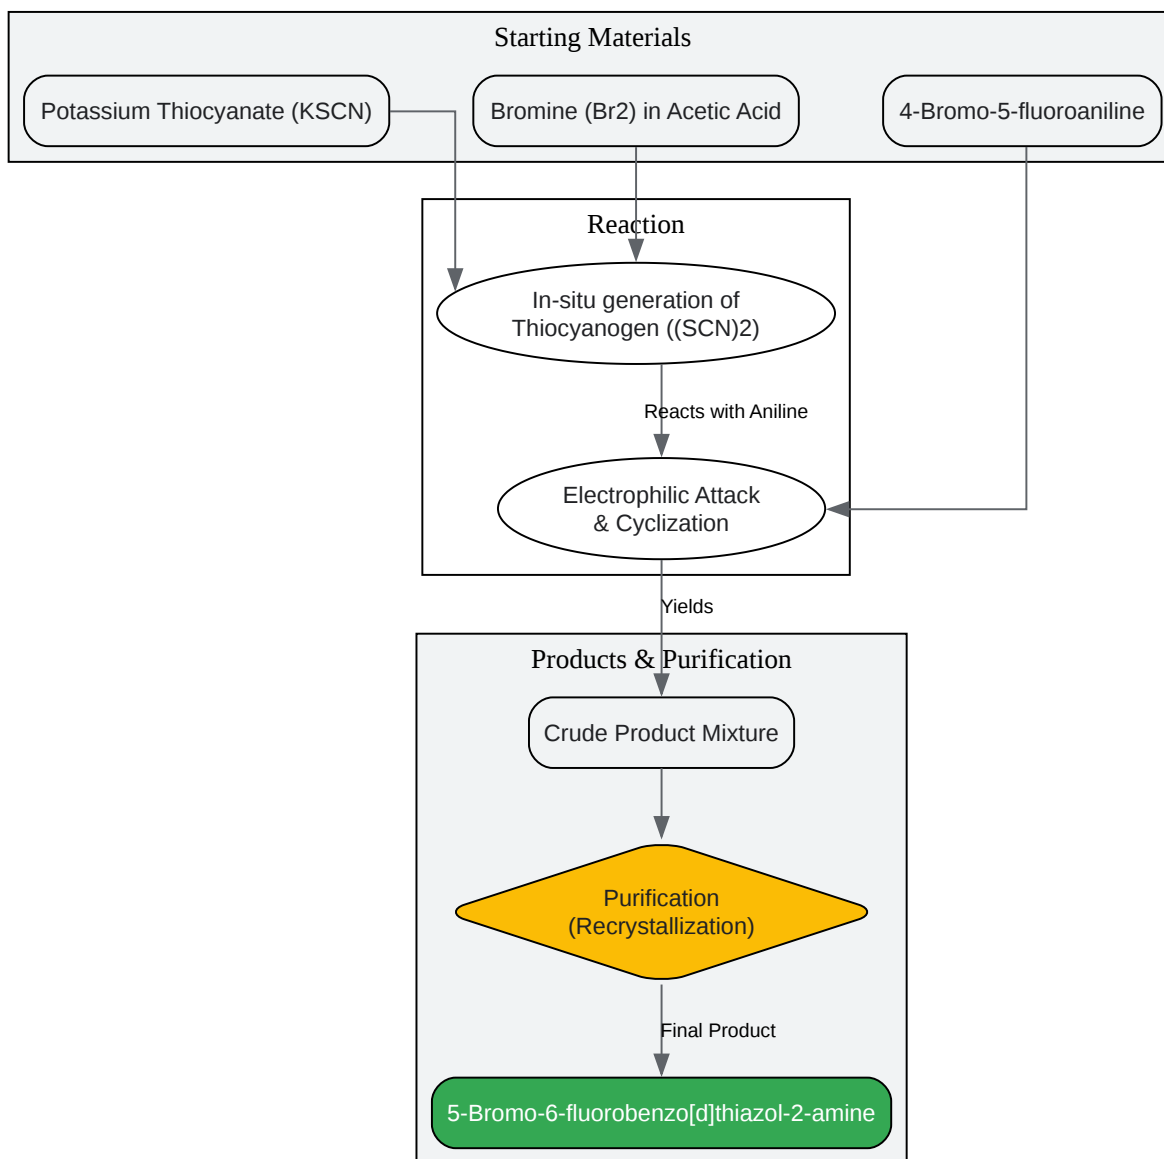 Starting Materials
Potassium Thiocyanate (KSCN)
Bromine (Br2) in Acetic Acid
4-Bromo-5-fluoroaniline
Reaction
In-situ generation of
Thiocyanogen ((SCN)2)
Reacts with Aniline
Electrophilic Attack
& Cyclization
Yields
Products & Purification
Crude Product Mixture
Purification
(Recrystallization)
Final Product
5-Bromo-6-fluorobenzo[d]thiazol-2-amine